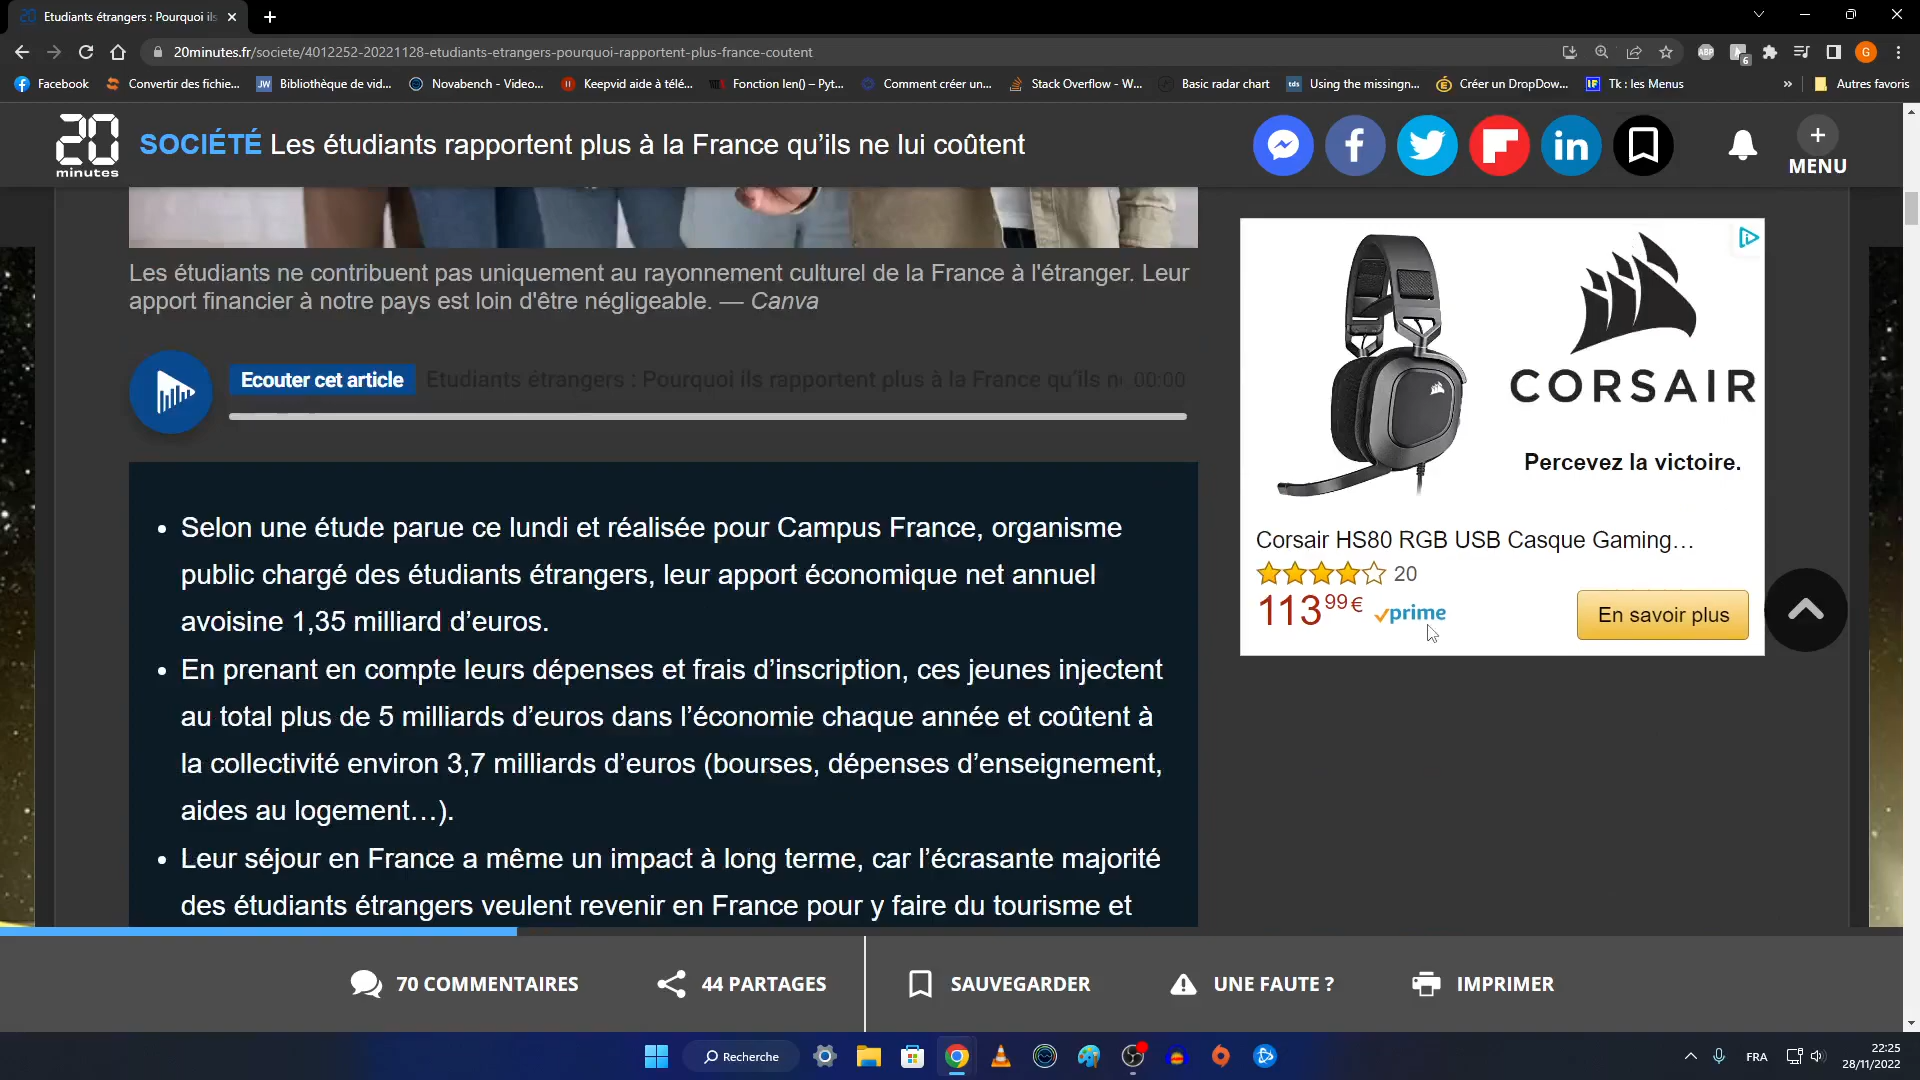 Etudiants étrangers : Pourquoi ils
20minutes.fr/societe/4012252-20221128-etudiants-etrangers-pourquoi-rapportent-plus-france-coutent
ABP
6
G
Facebook
Convertir des fichie...
JW Bibliothèque de vid...
Novabench - Video...
Keepvid aide à télé...
Fonction len() – Pyt...
Comment créer un...
Stack Overflow - W...
Basic radar chart
tds Using the missingn...
Créer un DropDow...
Tk : les Menus
»
Autres favoris
20 minutes
SOCIÉTÉ Les étudiants rapportent plus à la France qu’ils ne lui coûtent
in
MENU
Les étudiants ne contribuent pas uniquement au rayonnement culturel de la France à l'étranger. Leur
apport financier à notre pays est loin d'être négligeable. — Canva
Ecouter cet article Etudiants étrangers : Pourquoi ils rapportent plus à la France qu’ils n 00:00
Selon une étude parue ce lundi et réalisée pour Campus France, organisme
public chargé des étudiants étrangers, leur apport économique net annuel
avoisine 1,35 milliard d’euros.
En prenant en compte leurs dépenses et frais d’inscription, ces jeunes injectent
au total plus de 5 milliards d’euros dans l’économie chaque année et coûtent à
la collectivité environ 3,7 milliards d’euros (bourses, dépenses d’enseignement,
aides au logement…).
Leur séjour en France a même un impact à long terme, car l’écrasante majorité
des étudiants étrangers veulent revenir en France pour y faire du tourisme et
CORSAIR
Percevez la victoire.
Corsair HS80 RGB USB Casque Gaming…
20
113 99€ prime
En savoir plus
70 COMMENTAIRES
44 PARTAGES
SAUVEGARDER
UNE FAUTE ?
IMPRIMER
Recherche
FRA
22:25
28/11/2022